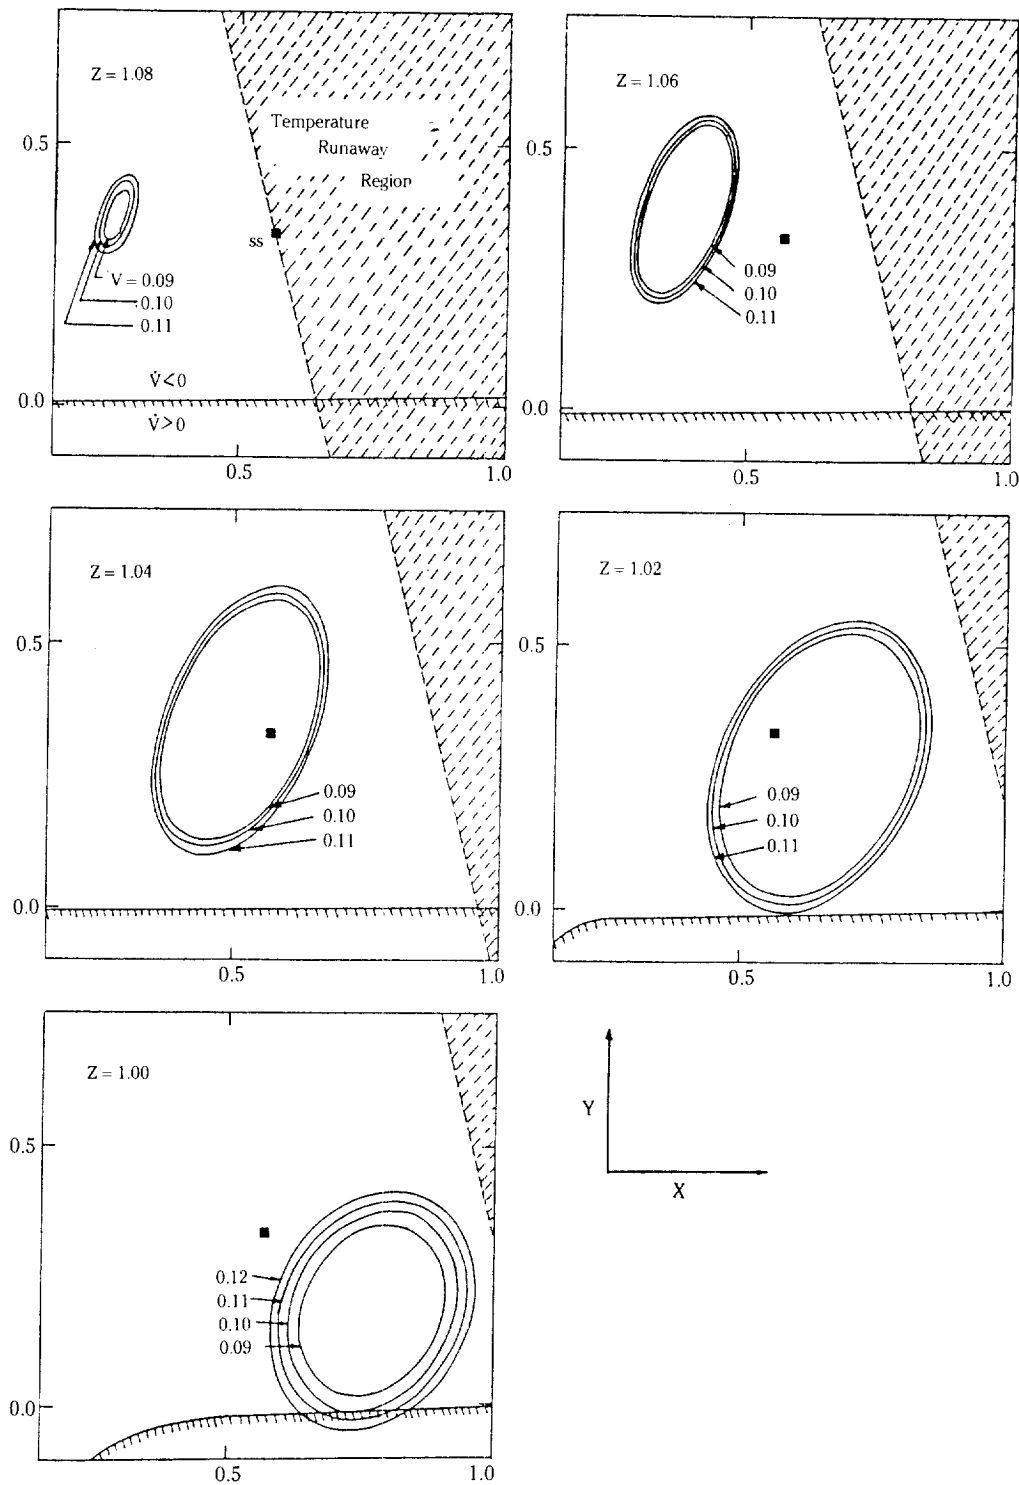 Z = 1.08
Temperature
Runaway
Region
0.5
ss
V = 0.09
0.10
0.11
V̇<0
0.0
V̇>0
0.5
1.0
Z = 1.06
0.5
0.09
0.10
0.11
0.0
0.5
1.0
Z = 1.04
0.5
0.09
0.10
0.11
0.0
0.5
1.0
Z = 1.02
0.5
0.09
0.10
0.11
0.0
0.5
1.0
Z = 1.00
0.5
0.12
0.11
0.10
0.09
0.0
0.5
1.0
Y
X